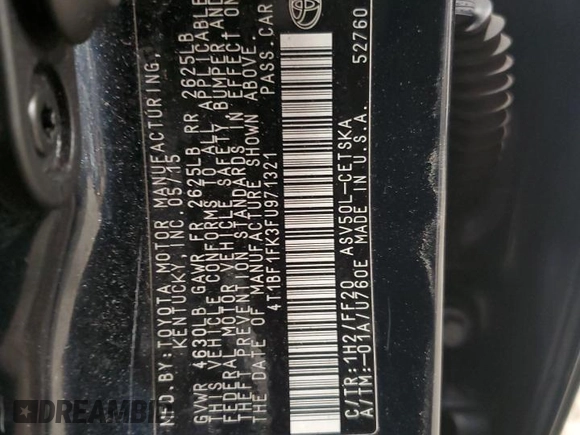 MFD. BY: TOYOTA MOTOR MANUFACTURING,
KENTUCKY, INC. 05/15
GVWR 4630LB GAWR FR 2625LB RR 2625LB
THIS VEHICLE CONFORMS TO ALL APPLICABLE
FEDERAL MOTOR VEHICLE SAFETY, BUMPER, AND
THEFT PREVENTION STANDARDS IN EFFECT ON
THE DATE OF MANUFACTURE SHOWN ABOVE.
4T1BF1FK3FU971321 PASS.CAR
C/TR:1H2/FF20 ASV50L-CETSKA
A/TM:-01A/U760E MADE IN U.S.A. 52760
DREAMBID